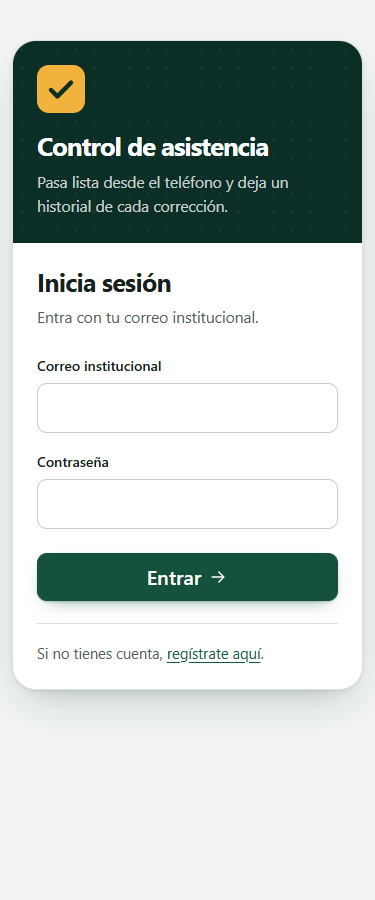 Control de asistencia
Pasa lista desde el teléfono y deja un
historial de cada corrección.
Inicia sesión
Entra con tu correo institucional.
Correo institucional
Contraseña
Entrar →
Si no tienes cuenta, regístrate aquí.